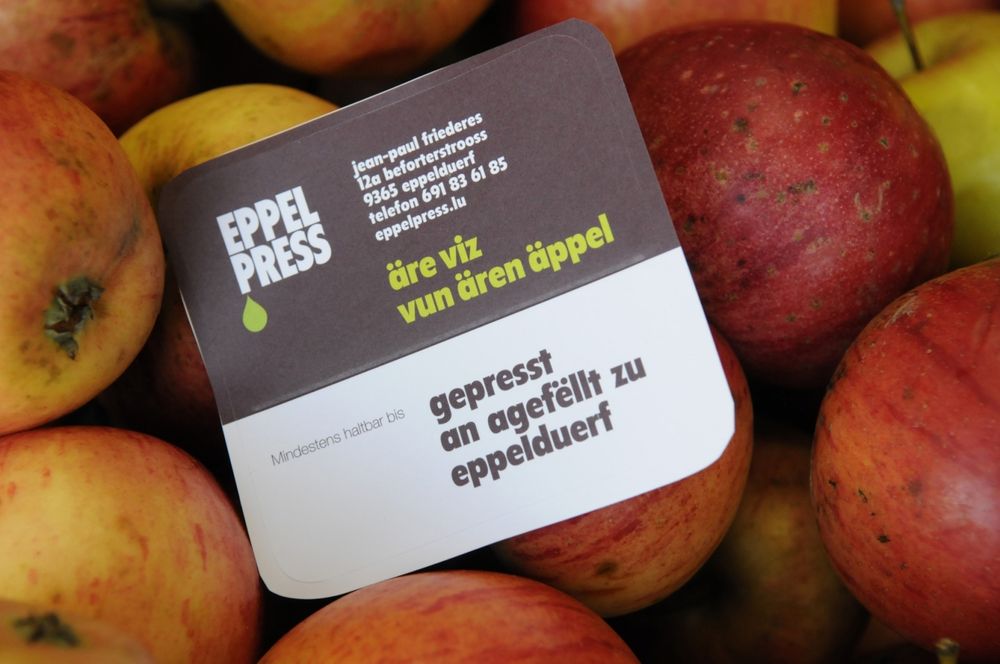 EPPEL
PRESS
jean-paul friederes
12a beforterstrooss
9365 eppelduerf
telefon 691 83 61 85
eppelpress.lu
äre viz
vun ären äppel
Mindestens haltbar bis
gepresst
an agefëllt zu
eppelduerf